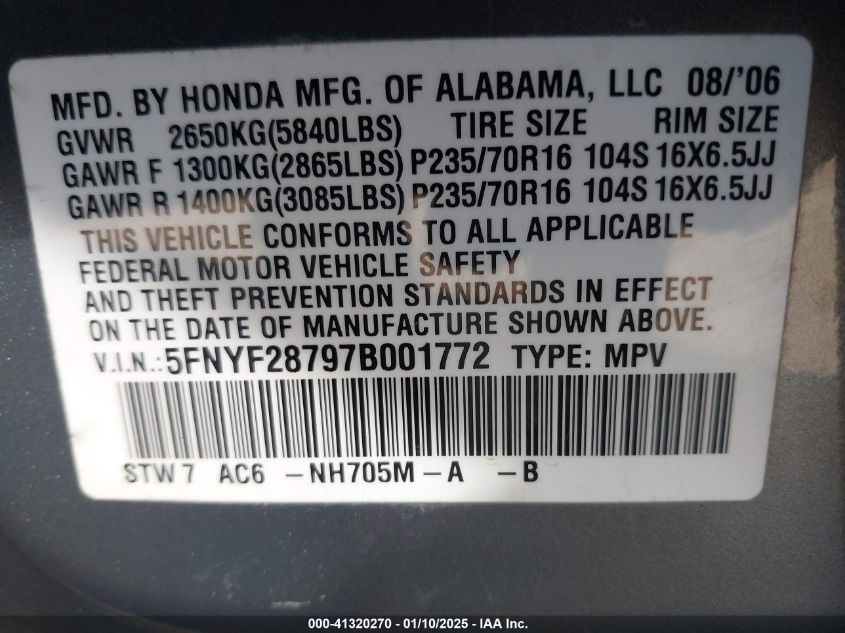 MFD. BY HONDA MFG. OF ALABAMA, LLC 08/'06
GVWR 2650KG(5840LBS) TIRE SIZE RIM SIZE
GAWR F 1300KG(2865LBS) P235/70R16 104S 16X6.5JJ
GAWR R 1400KG(3085LBS) P235/70R16 104S 16X6.5JJ
THIS VEHICLE CONFORMS TO ALL APPLICABLE
FEDERAL MOTOR VEHICLE SAFETY
AND THEFT PREVENTION STANDARDS IN EFFECT
ON THE DATE OF MANUFACTURE SHOWN ABOVE.
V.I.N.:5FNYF28797B001772 TYPE: MPV
STW7 AC6 -NH705M-A -B
000-41320270 - 01/10/2025 - IAA Inc.